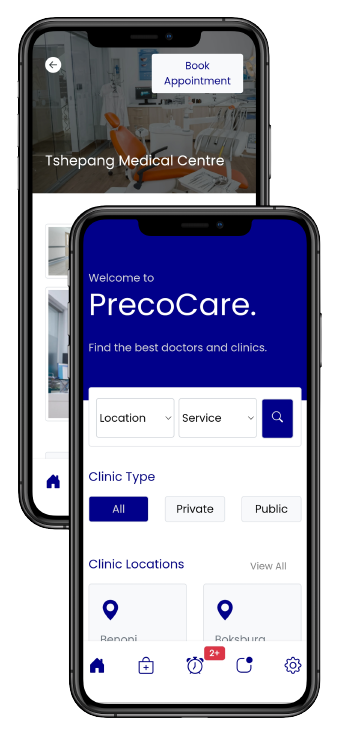 Book
Appointment
Tshepang Medical Centre
Welcome to
PrecoCare.
Find the best doctors and clinics.
Location
Service
Clinic Type
All
Private
Public
Clinic Locations
View All
Benoni
Boksburg
2+